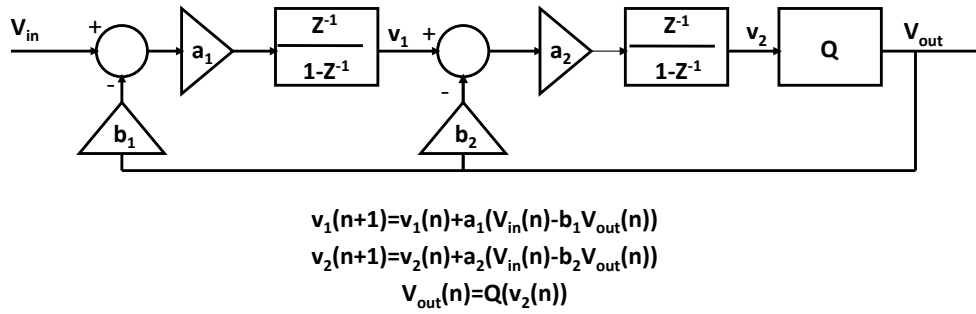 V_in + a_1 Z^-1 v_1 + a_2 Z^-1 v_2 Q V_out
1-Z^-1 1-Z^-1
- -
b_1 b_2
v_1(n+1)=v_1(n)+a_1(V_in(n)-b_1V_out(n))
v_2(n+1)=v_2(n)+a_2(V_in(n)-b_2V_out(n))
V_out(n)=Q(v_2(n))